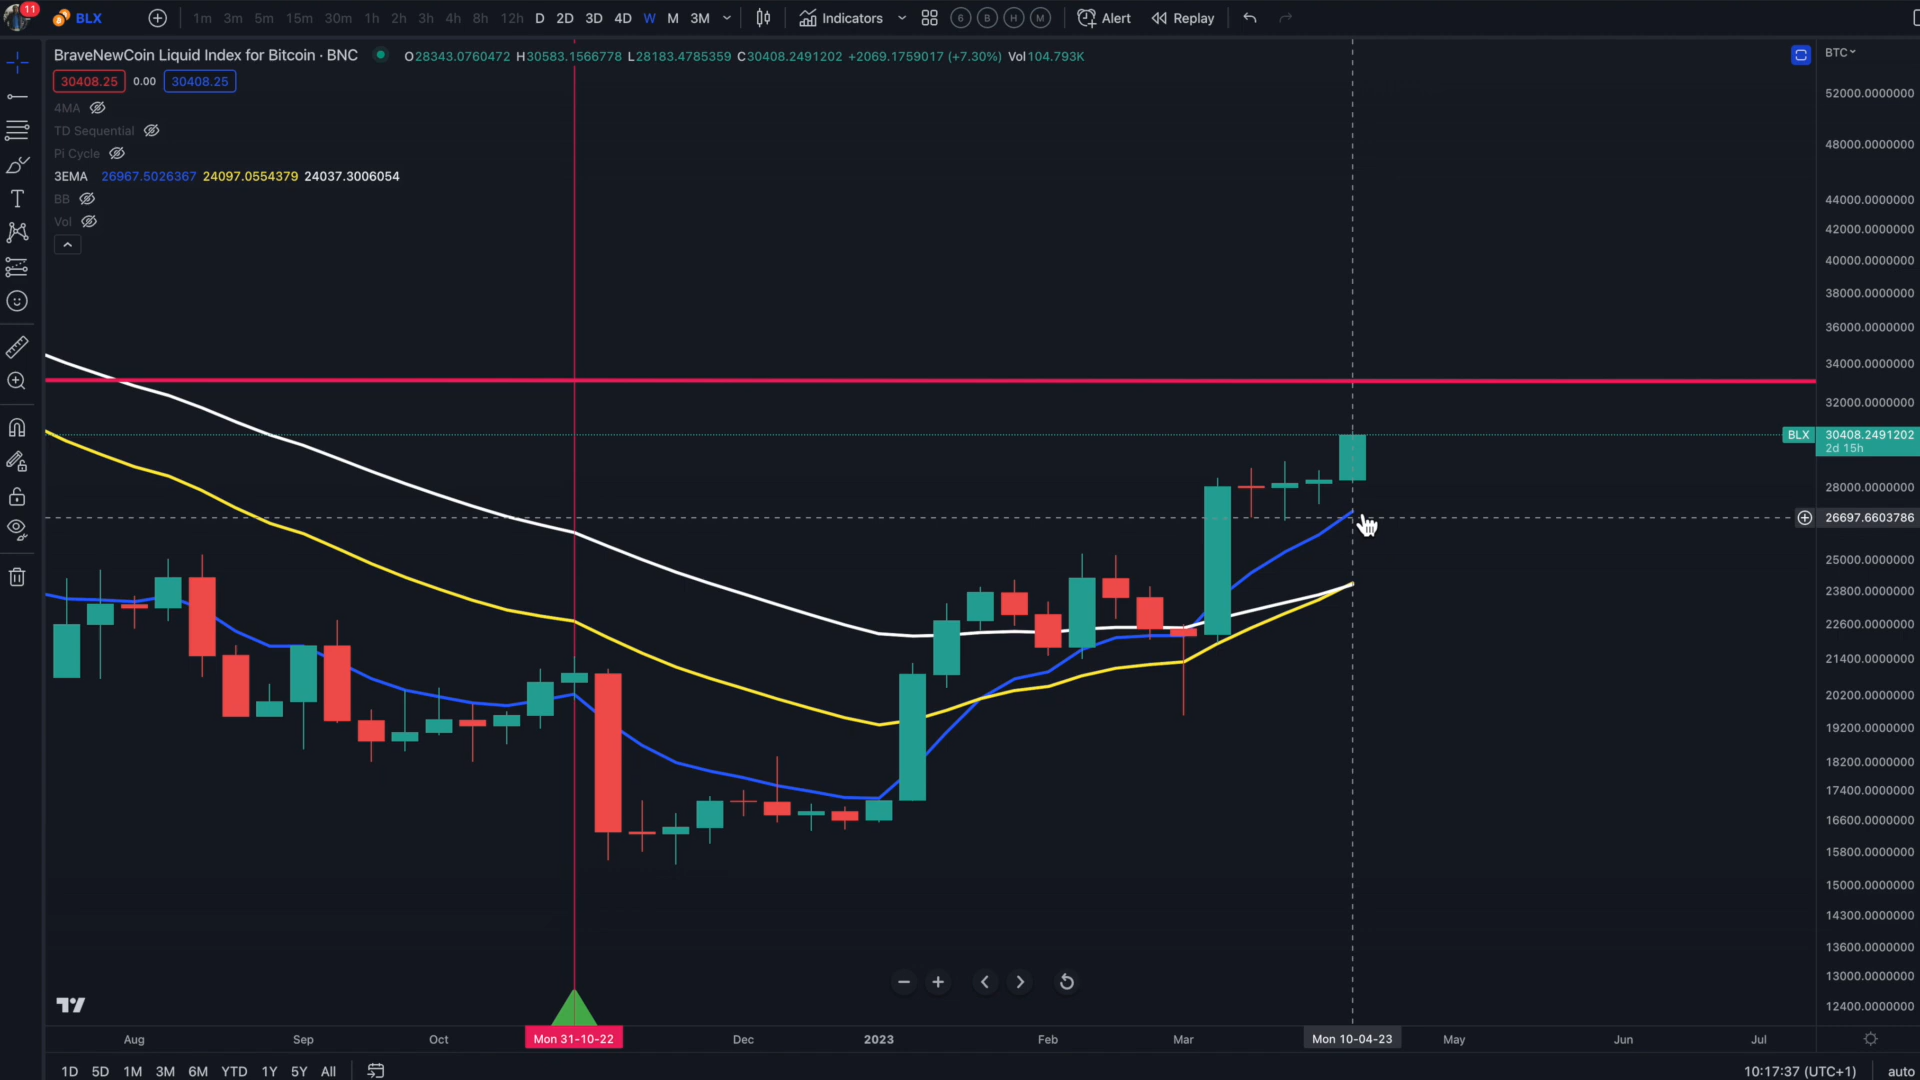 11
BLX 1m 3m 5m 15m 30m 1h 2h 3h 4h 8h 12h D 2D 3D 4D W M 3M Indicators 6 B H M Alert Replay
BraveNewCoin Liquid Index for Bitcoin · BNC O28343.0760472 H30583.1566778 L28183.4785359 C30408.2491202 +2069.1759017 (+7.30%) Vol104.793K
30408.25 0.00 30408.25
4MA
TD Sequential
Pi Cycle
3EMA 26967.5026367 24097.0554379 24037.3006054
BB
Vol
BTC
52000.0000000
48000.0000000
44000.0000000
42000.0000000
40000.0000000
38000.0000000
36000.0000000
34000.0000000
32000.0000000
BLX 30408.2491202
2d 15h
28000.0000000
26697.6603786
25000.0000000
23800.0000000
22600.0000000
21400.0000000
20200.0000000
19200.0000000
18200.0000000
17400.0000000
16600.0000000
15800.0000000
15000.0000000
14300.0000000
13600.0000000
13000.0000000
12400.0000000
Aug Sep Oct Mon 31-10-22 Dec 2023 Feb Mar Mon 10-04-23 May Jun Jul
1D 5D 1M 3M 6M YTD 1Y 5Y All 10:17:37 (UTC+1) auto